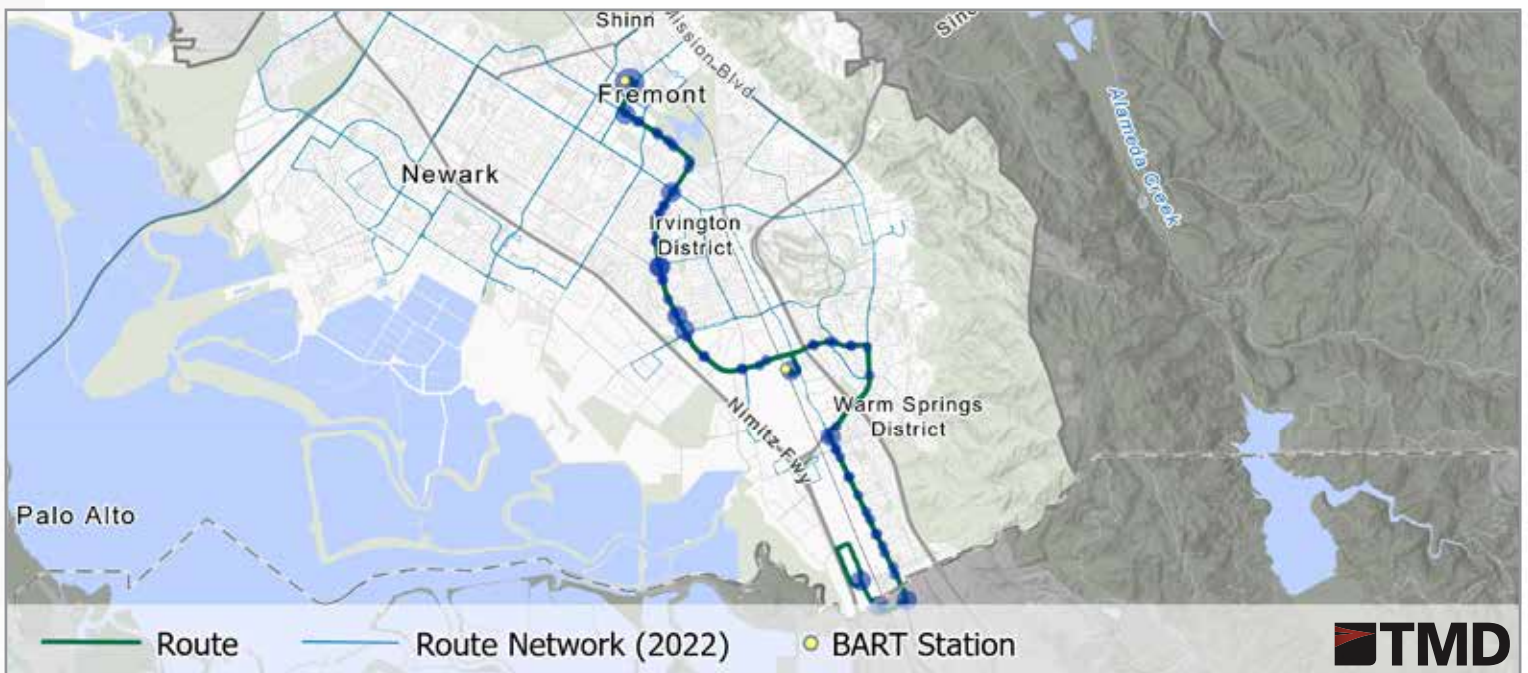 Shinn
Mission-Blvd
Fremont
Newark
Alameda Creek
Irvington
District
Warm Springs
District
Nimitz-Fwy
Palo Alto
Route
Route Network (2022)
BART Station
TMD